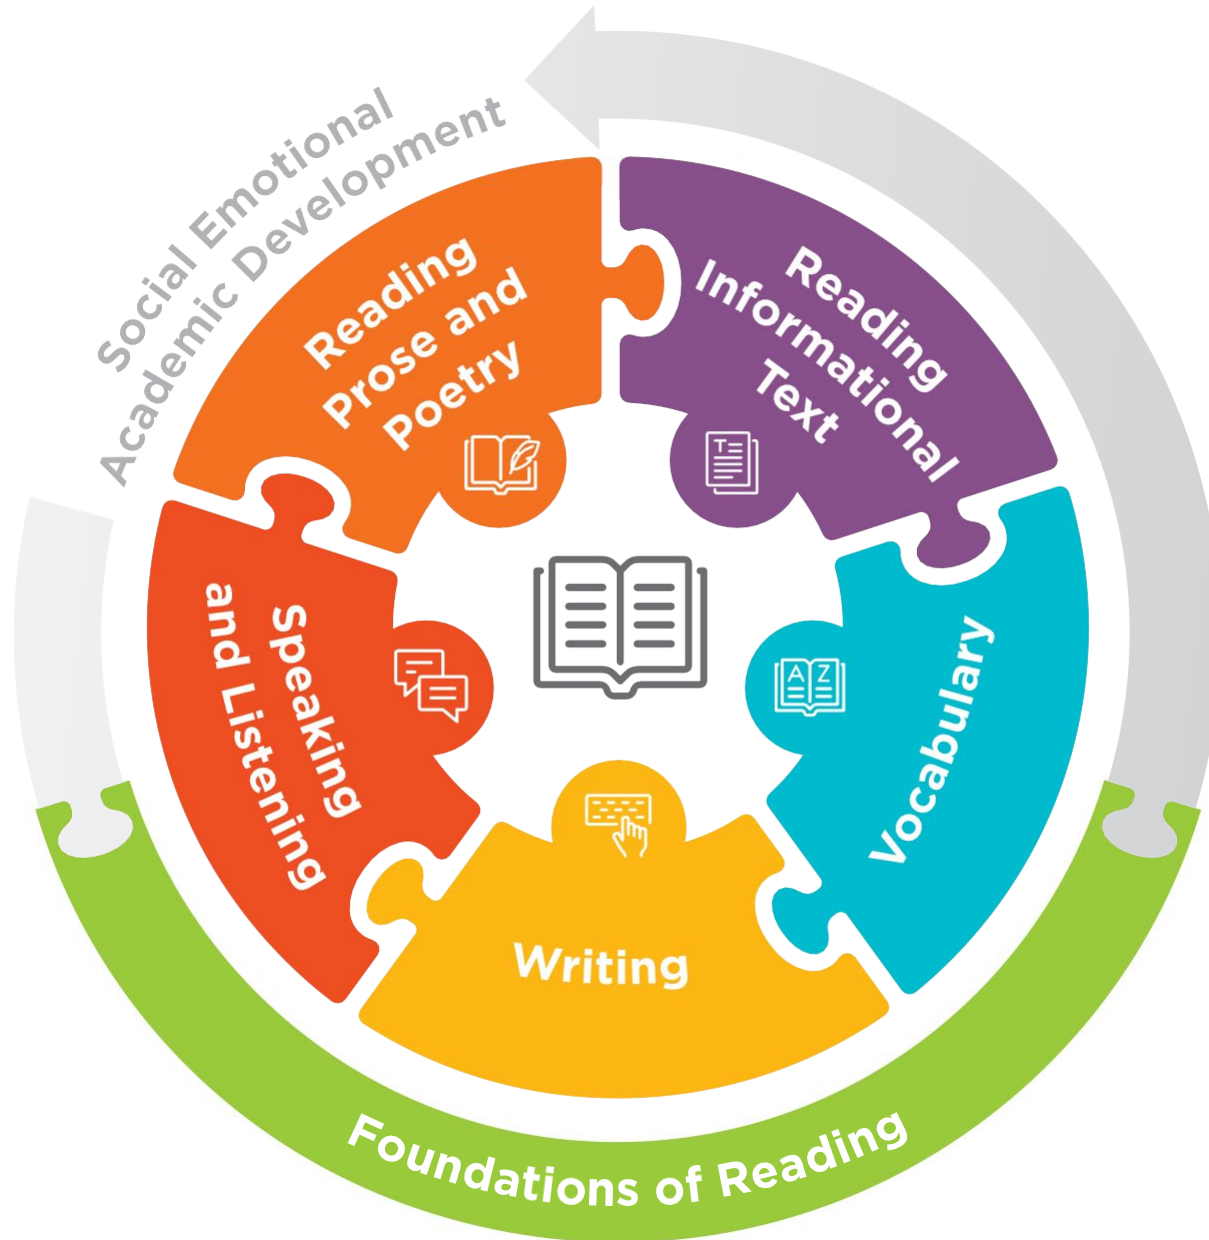 Social Emotional
Academic Development
Reading
Prose and
Poetry
Reading
Informational
Text
T
Speaking
and Listening
A Z
Vocabulary
Writing
Foundations of Reading